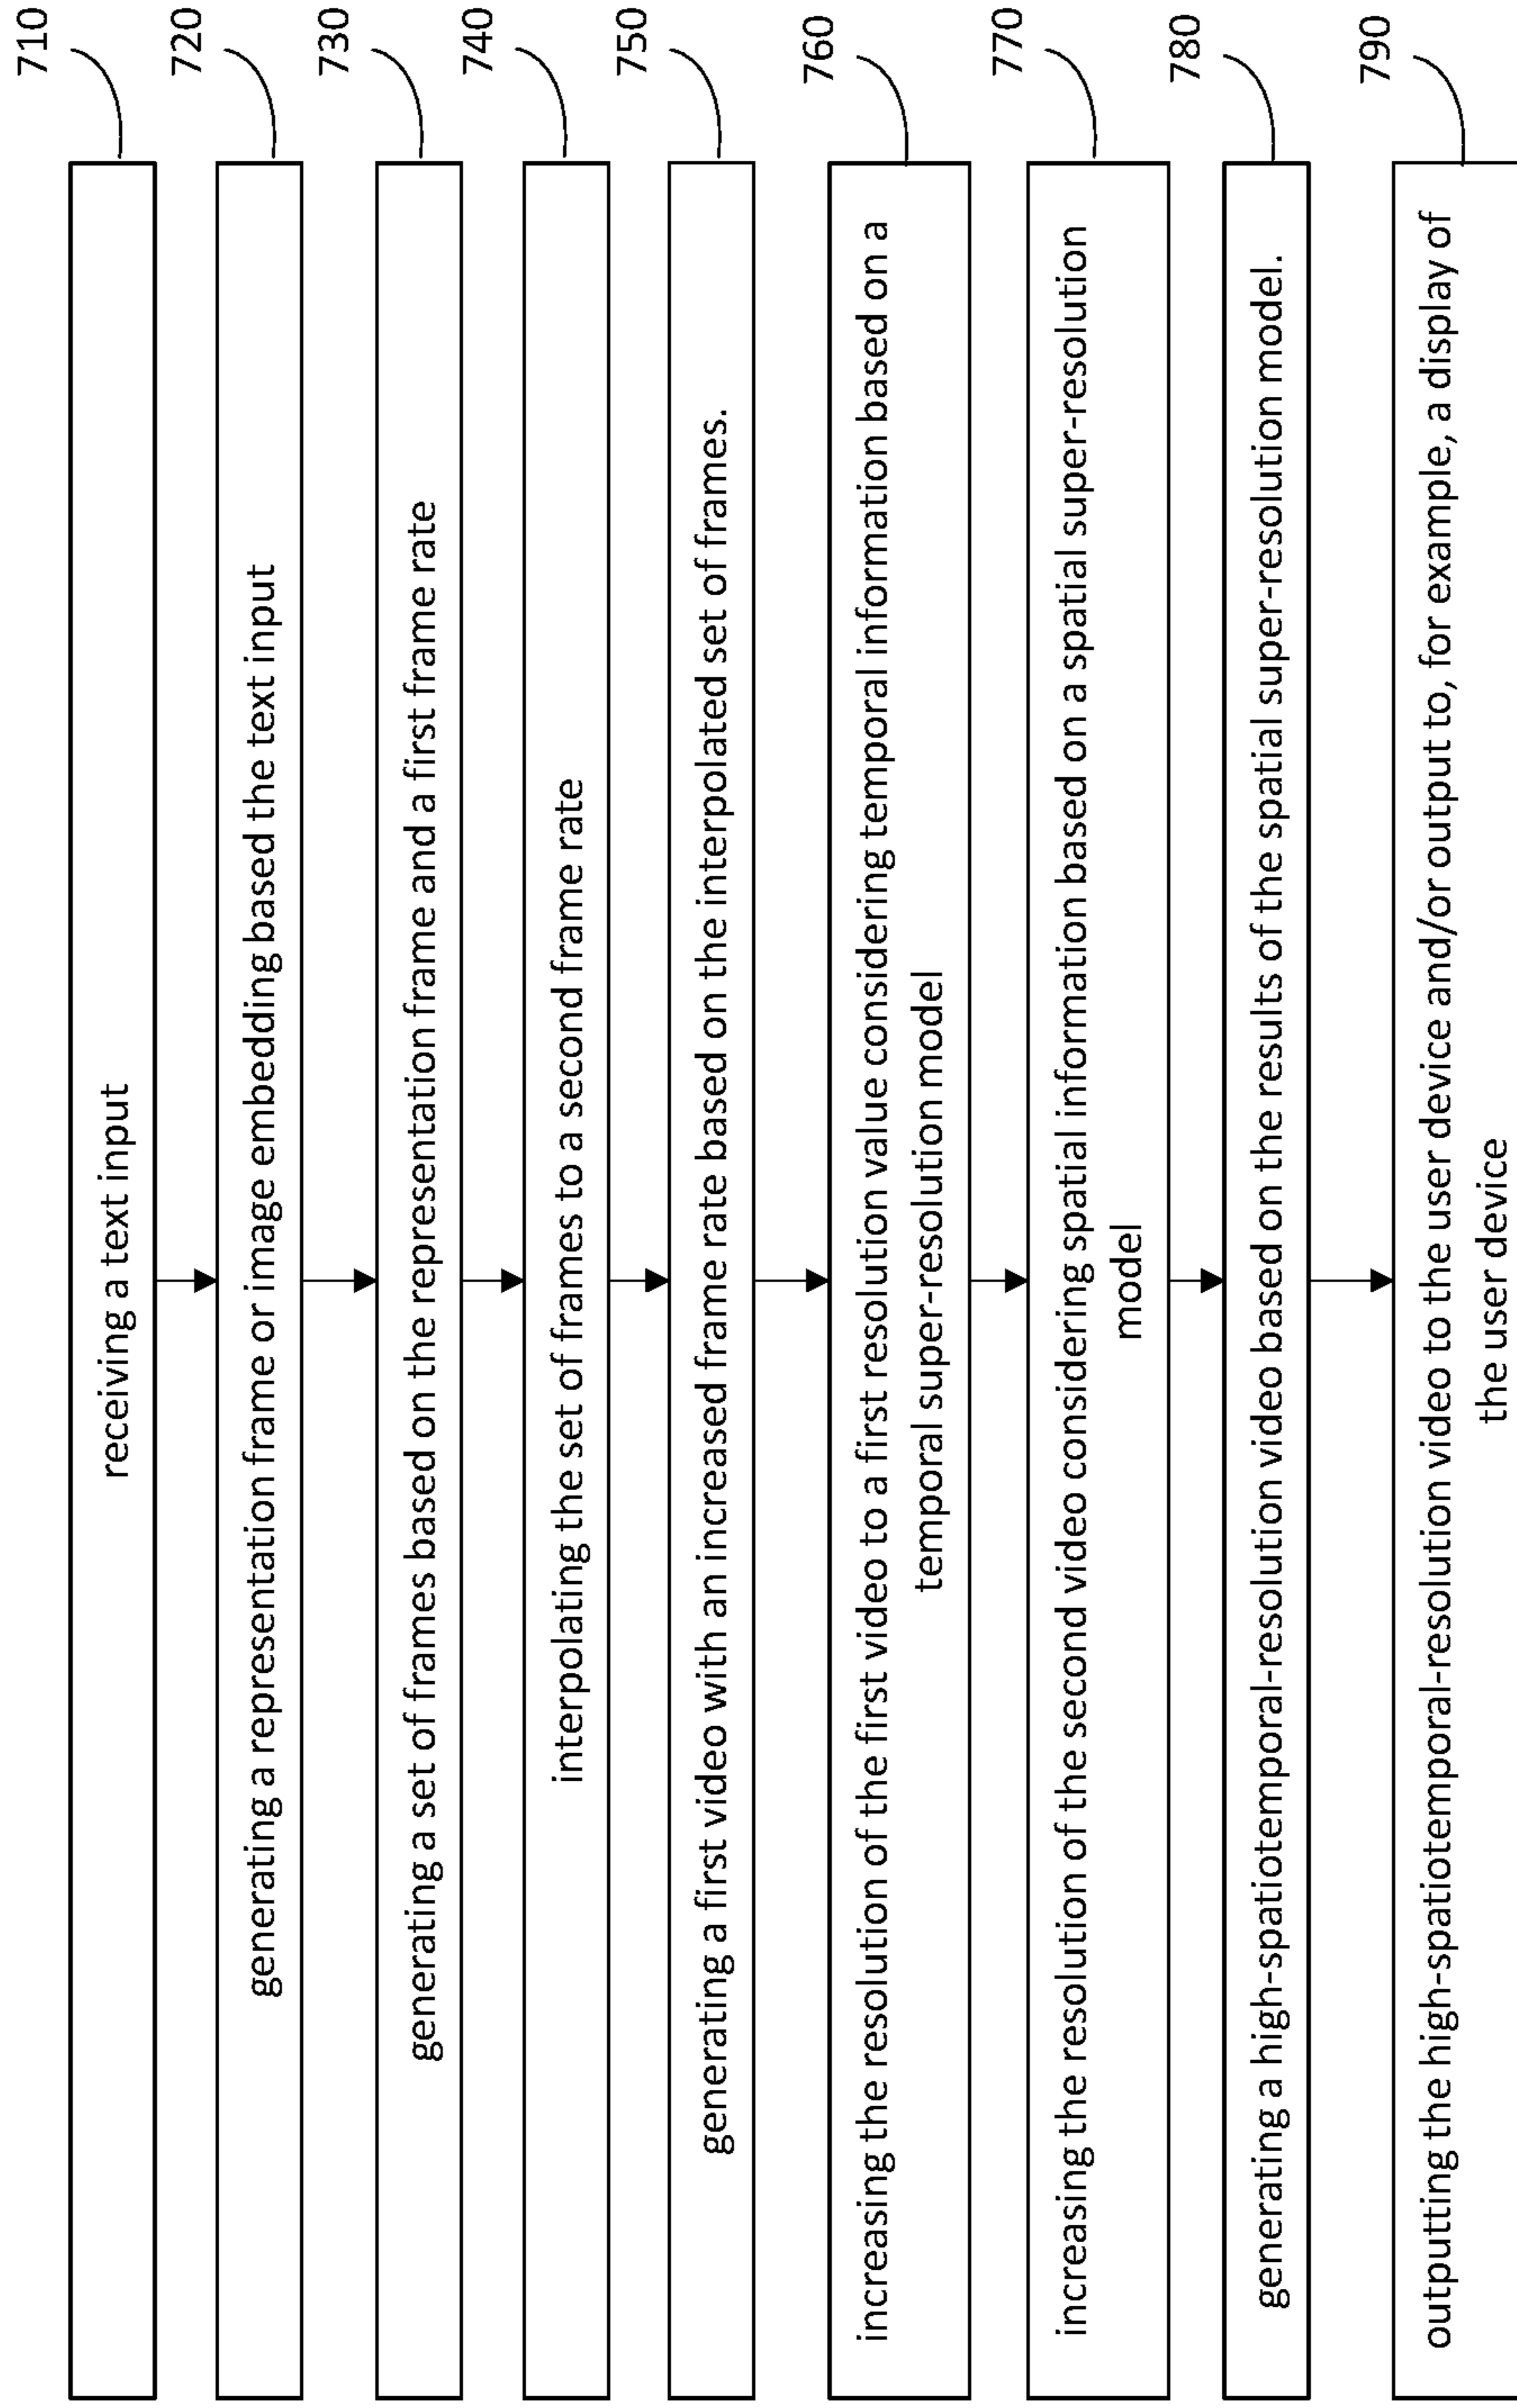 710
receiving a text input
720
generating a representation frame or image embedding based the text input
730
generating a set of frames based on the representation frame and a first frame rate
740
interpolating the set of frames to a second frame rate
750
generating a first video with an increased frame rate based on the interpolated set of frames.
760
increasing the resolution of the first video to a first resolution value considering temporal information based on a
temporal super-resolution model
770
increasing the resolution of the second video considering spatial information based on a spatial super-resolution
model
780
generating a high-spatiotemporal-resolution video based on the results of the spatial super-resolution model.
790
outputting the high-spatiotemporal-resolution video to the user device and/or output to, for example, a display of
the user device